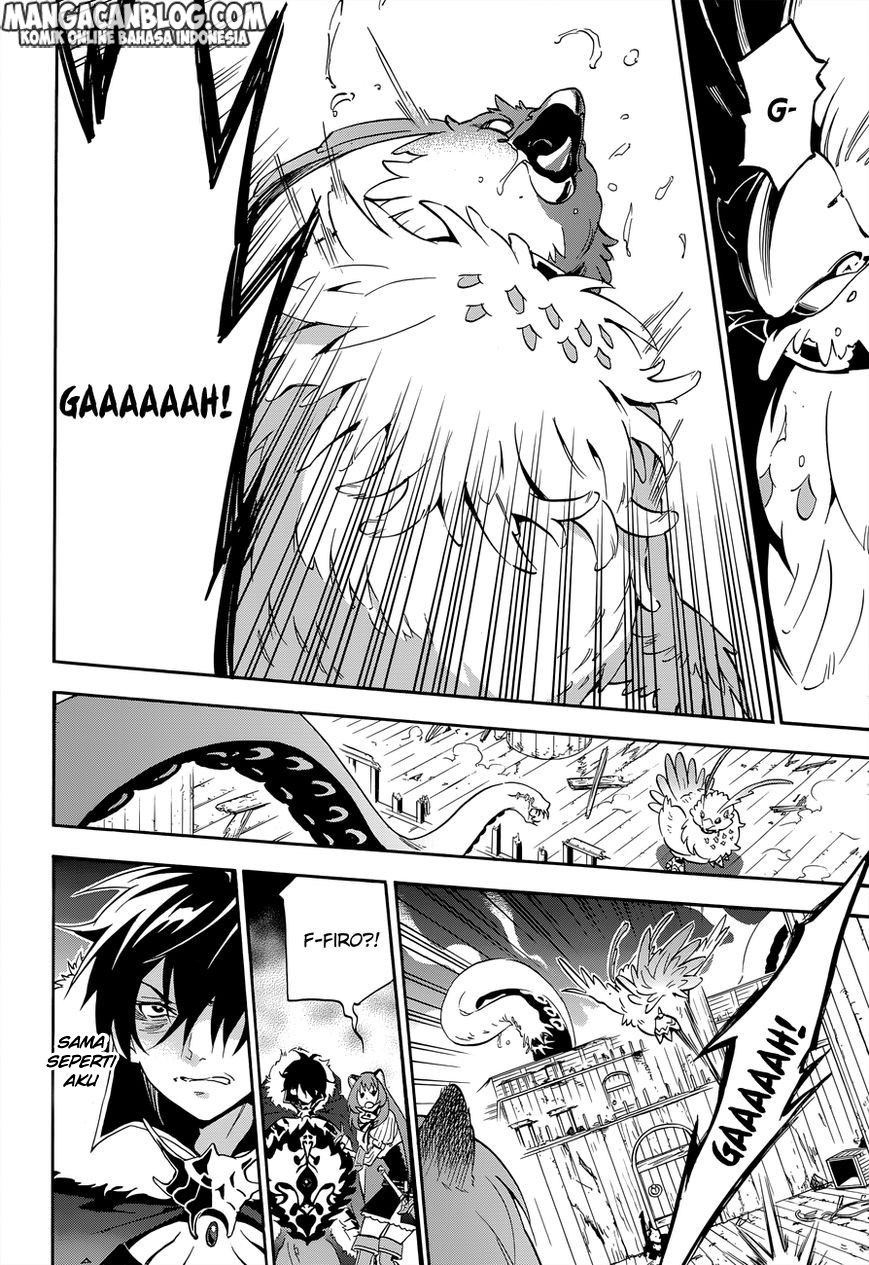 MANGACANBLOG.COM
KOMIK ONLINE BAHASA INDONESIA
G-
GAAAAAAH!
GAAAAAH!
F-FIRO?!
SAMA
SEPERTI
AKU